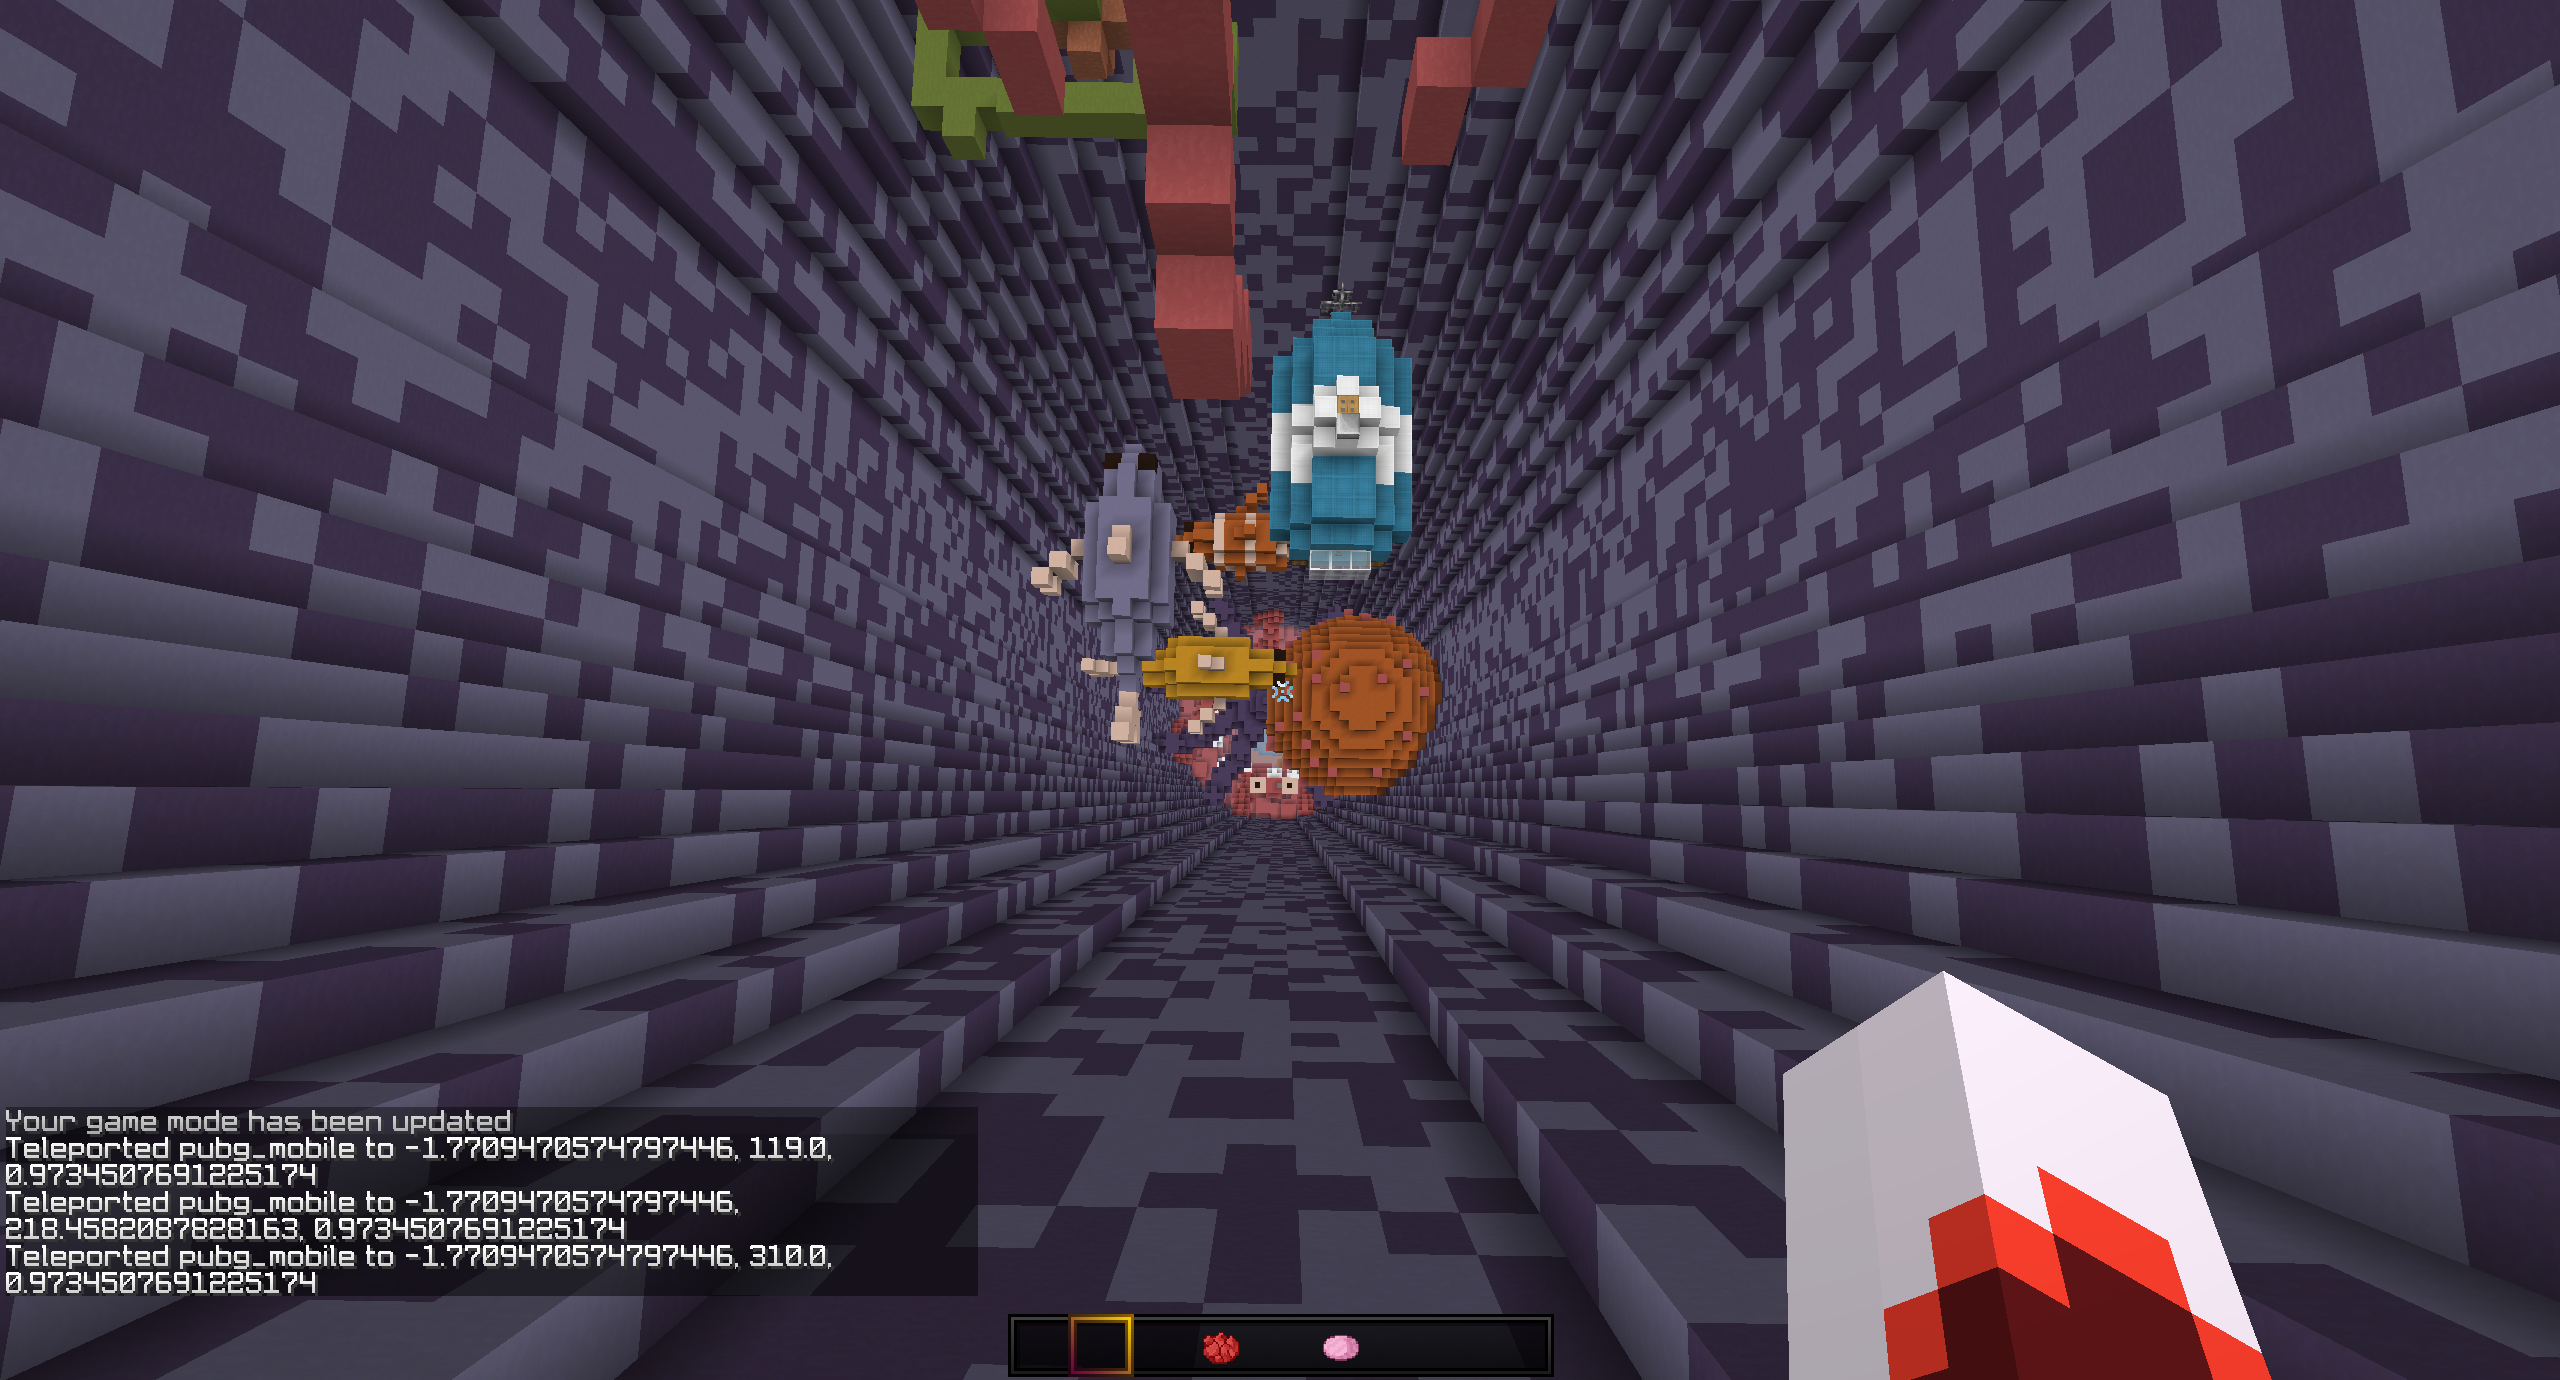 Your game mode has been updated
Teleported pubg_mobile to -1.7709470574797446, 119.0,
0.9734507691225174
Teleported pubg_mobile to -1.7709470574797446,
218.4582087828163, 0.9734507691225174
Teleported pubg_mobile to -1.7709470574797446, 310.0,
0.9734507691225174